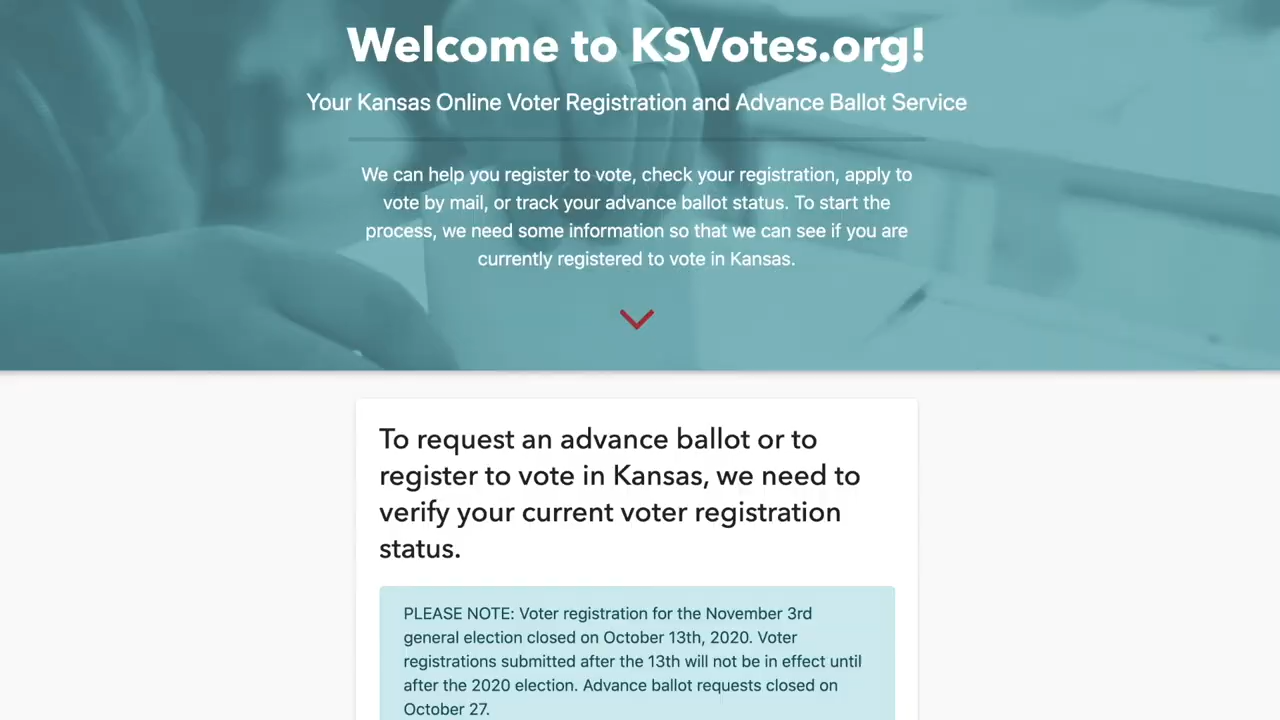 Welcome to KSVotes.org!
Your Kansas Online Voter Registration and Advance Ballot Service
We can help you register to vote, check your registration, apply to
vote by mail, or track your advance ballot status. To start the
process, we need some information so that we can see if you are
currently registered to vote in Kansas.
To request an advance ballot or to
register to vote in Kansas, we need to
verify your current voter registration
status.
PLEASE NOTE: Voter registration for the November 3rd
general election closed on October 13th, 2020. Voter
registrations submitted after the 13th will not be in effect until
after the 2020 election. Advance ballot requests closed on
October 27.